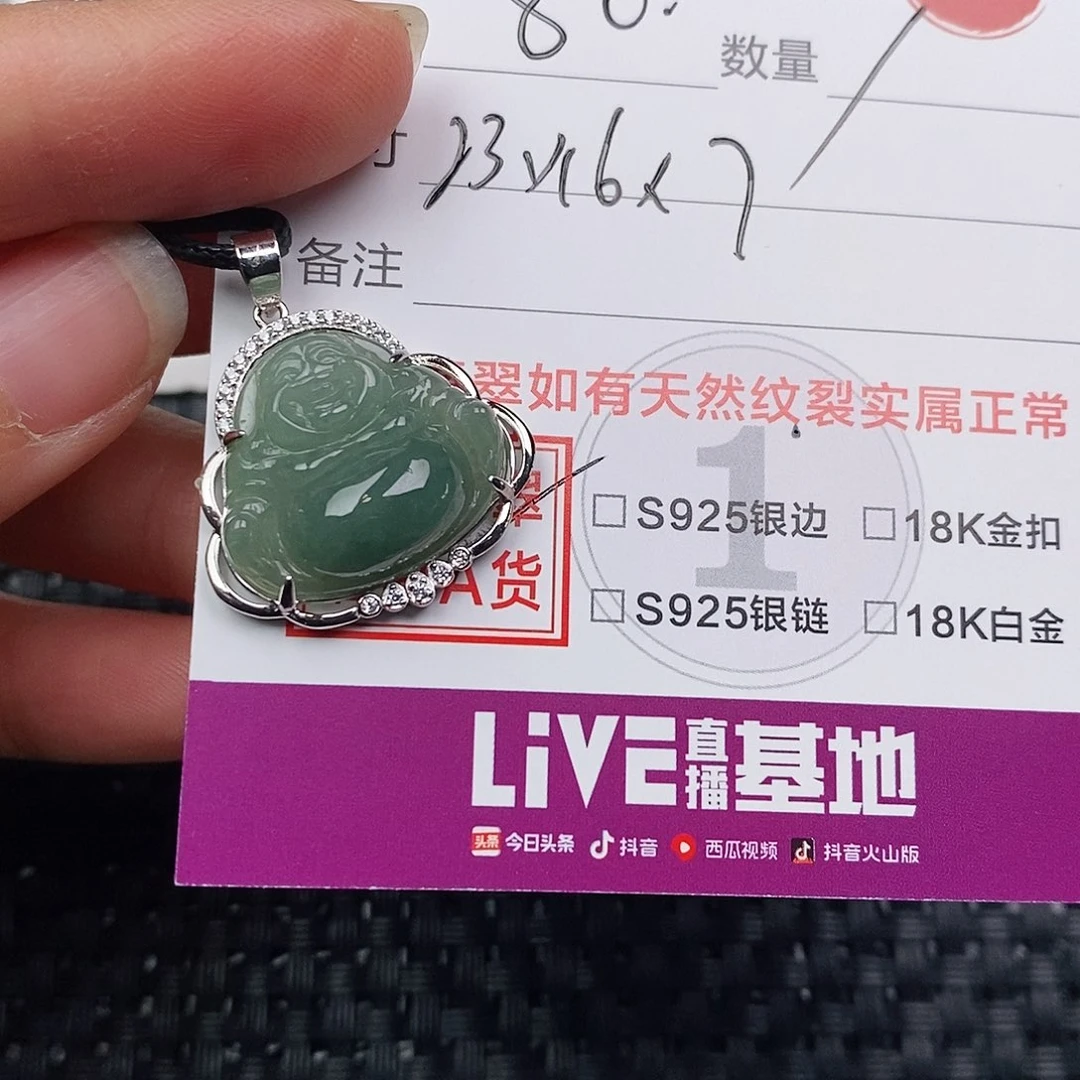 80. 数量
寸 23x16x7
备注
翠如有天然纹裂实属正常
翠
A货
1
S925银边 18K金扣
S925银链 18K白金
LiVE直播基地
头条 今日头条 抖音 西瓜视频 抖音火山版